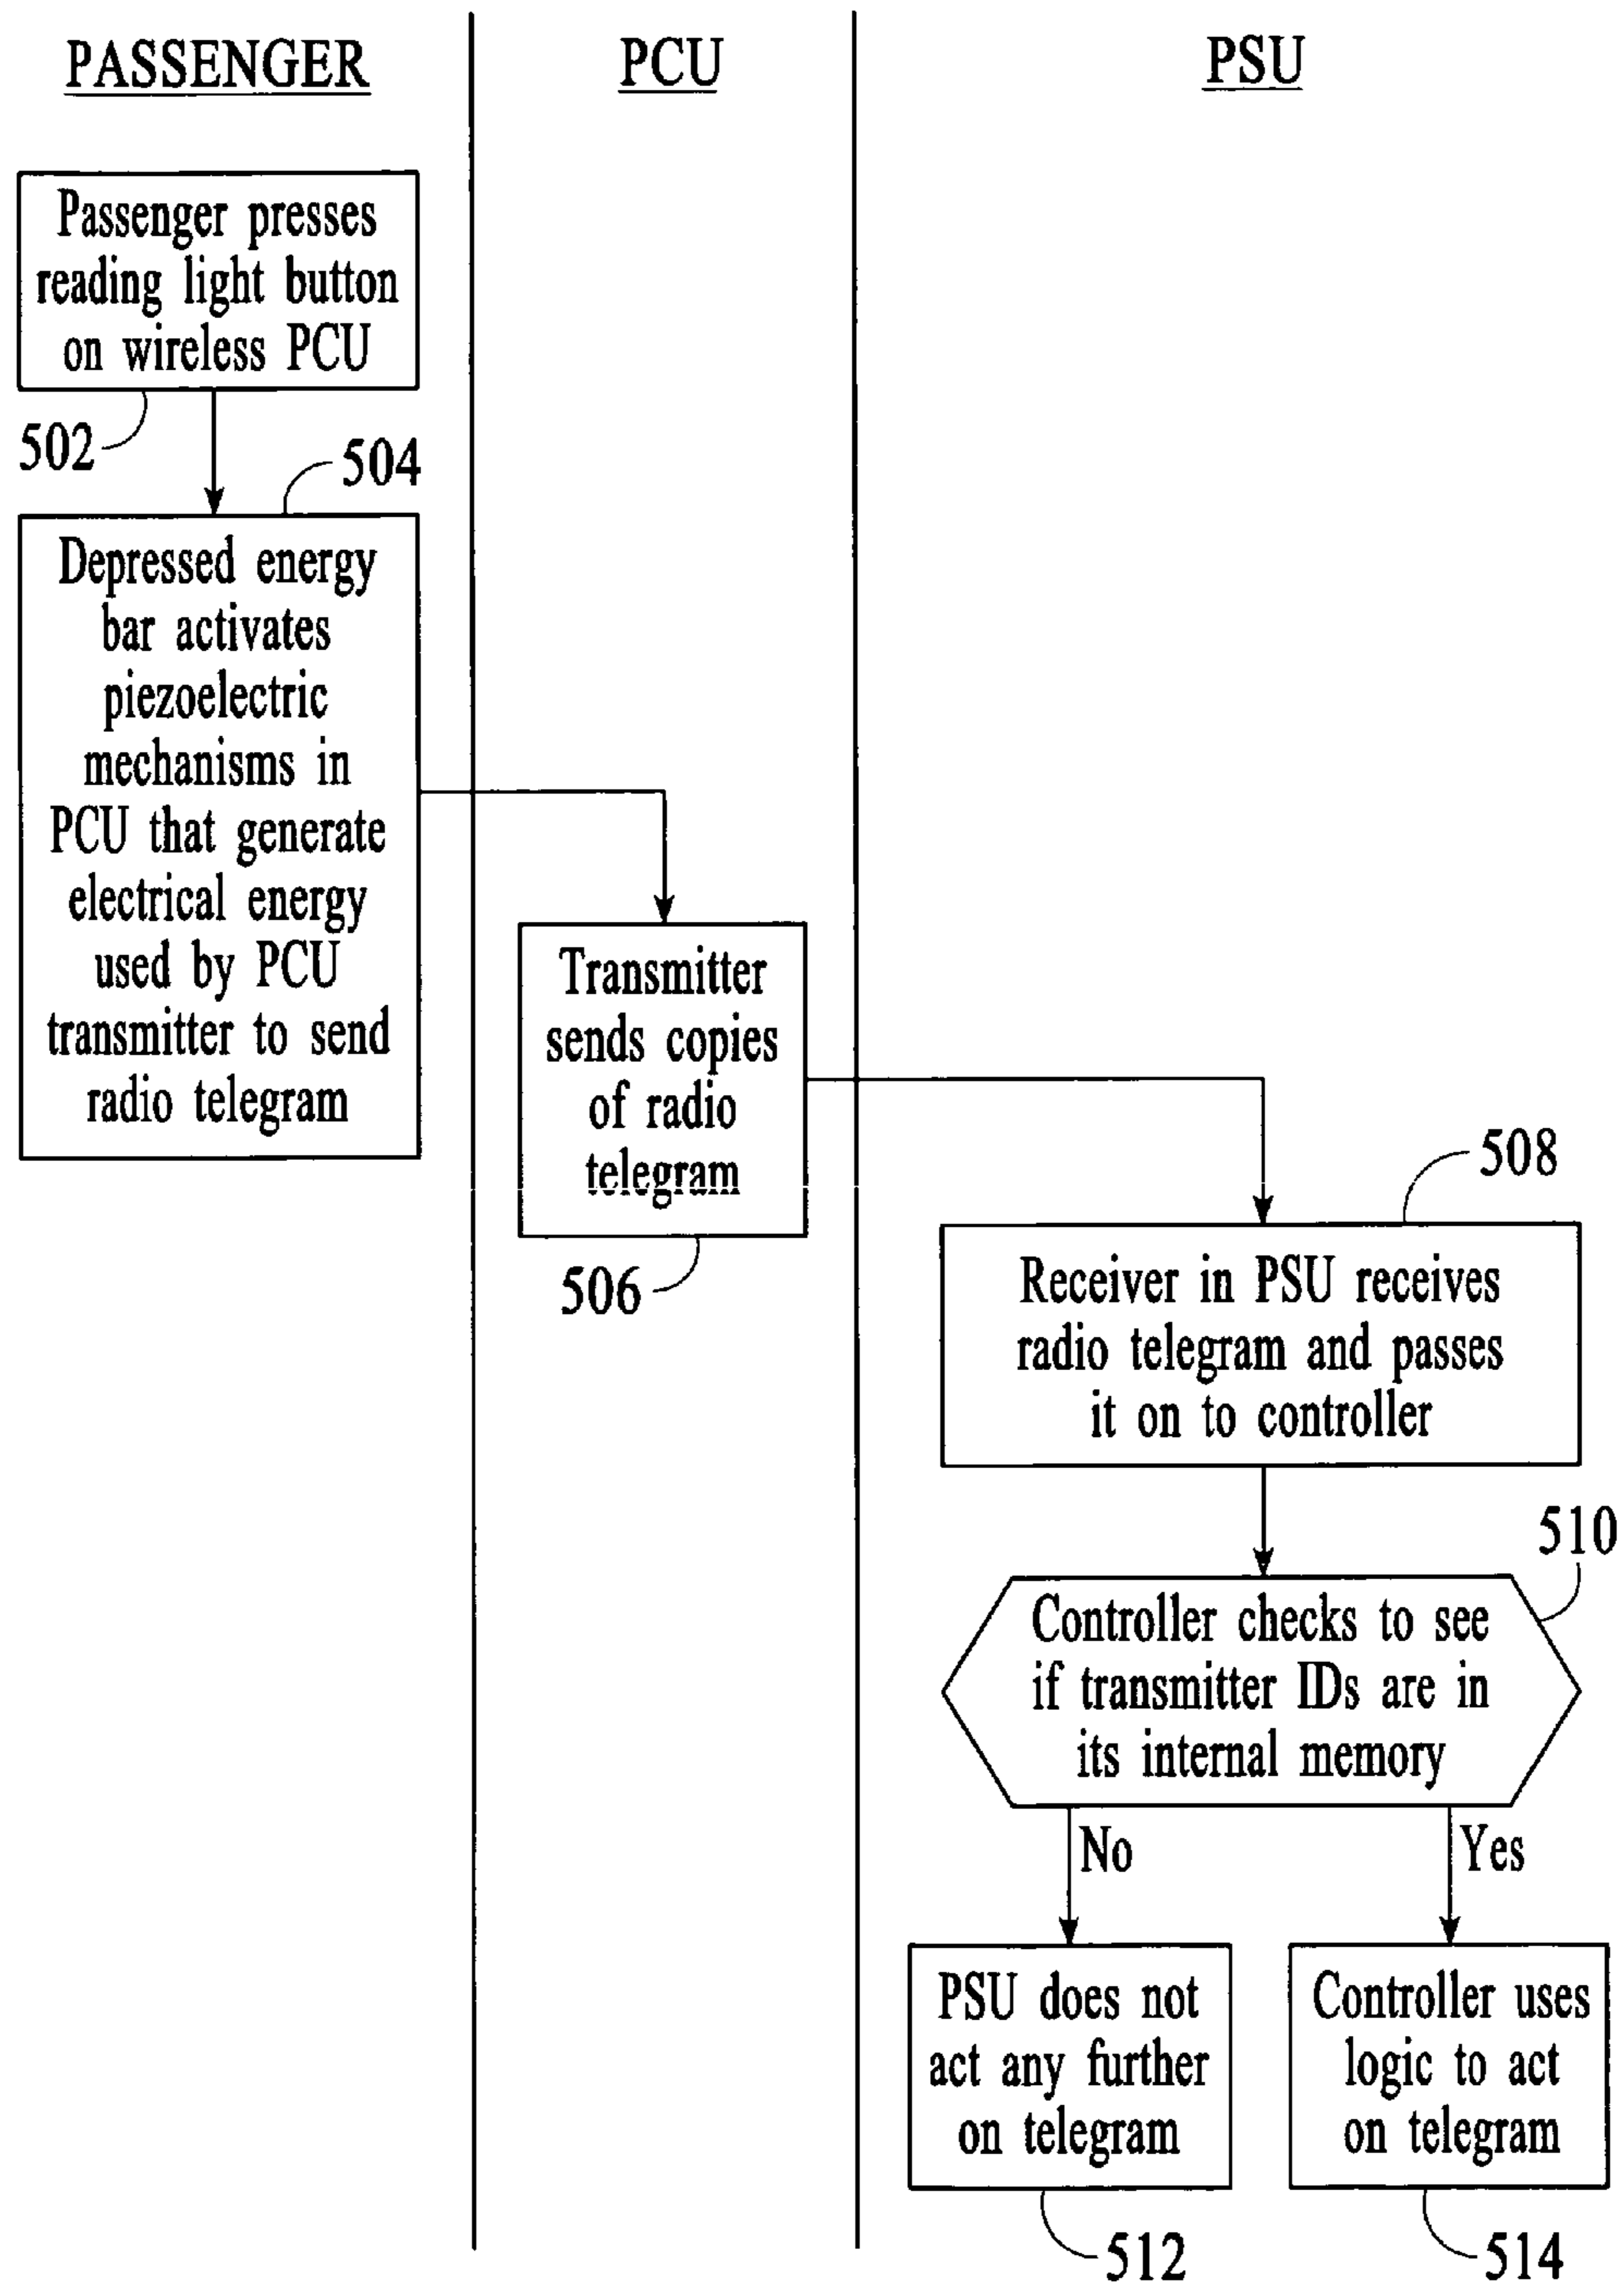 PASSENGER
PCU
PSU
Passenger presses
reading light button
on wireless PCU
502
504
Depressed energy
bar activates
piezoelectric
mechanisms in
PCU that generate
electrical energy
used by PCU
transmitter to send
radio telegram
Transmitter
sends copies
of radio
telegram
506
508
Receiver in PSU receives
radio telegram and passes
it on to controller
510
Controller checks to see
if transmitter IDs are in
its internal memory
No
Yes
PSU does not
act any further
on telegram
512
Controller uses
logic to act
on telegram
514